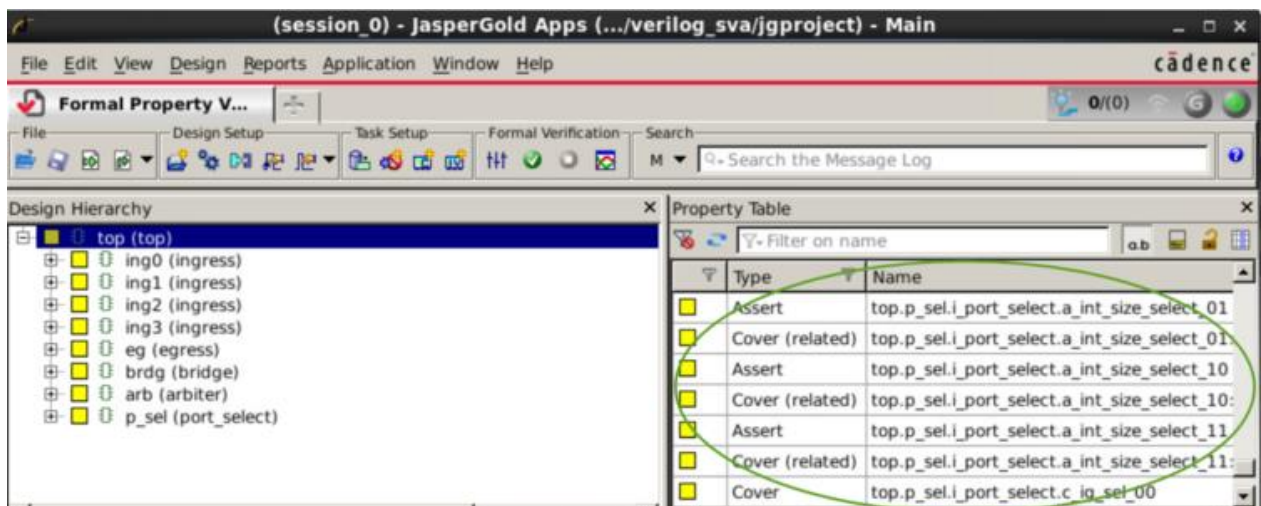 (session_0) - JasperGold Apps (.../verilog_sva/jgproject) - Main
File Edit View Design Reports Application Window Help
cādence
Formal Property V...
0/(0)
File Design Setup Task Setup Formal Verification Search
M Search the Message Log
Design Hierarchy
top (top)
ing0 (ingress)
ing1 (ingress)
ing2 (ingress)
ing3 (ingress)
eg (egress)
brdg (bridge)
arb (arbiter)
p_sel (port_select)
Property Table
Filter on name
a.b
Type Name
Assert top.p_sel.i_port_select.a_int_size_select_01
Cover (related) top.p_sel.i_port_select.a_int_size_select_01:
Assert top.p_sel.i_port_select.a_int_size_select_10
Cover (related) top.p_sel.i_port_select.a_int_size_select_10:
Assert top.p_sel.i_port_select.a_int_size_select_11
Cover (related) top.p_sel.i_port_select.a_int_size_select_11:
Cover top.p_sel.i_port_select.c_ig_sel_00